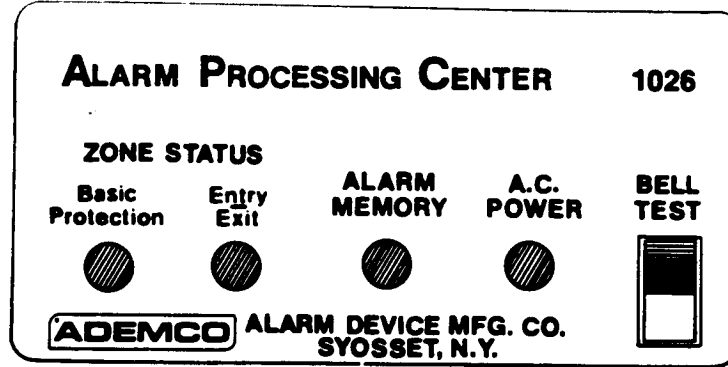 ALARM PROCESSING CENTER 1026
ZONE STATUS
Basic
Protection
Entry
Exit
ALARM
MEMORY
A.C.
POWER
BELL
TEST
ADEMCO
ALARM DEVICE MFG. CO.
SYOSSET, N.Y.